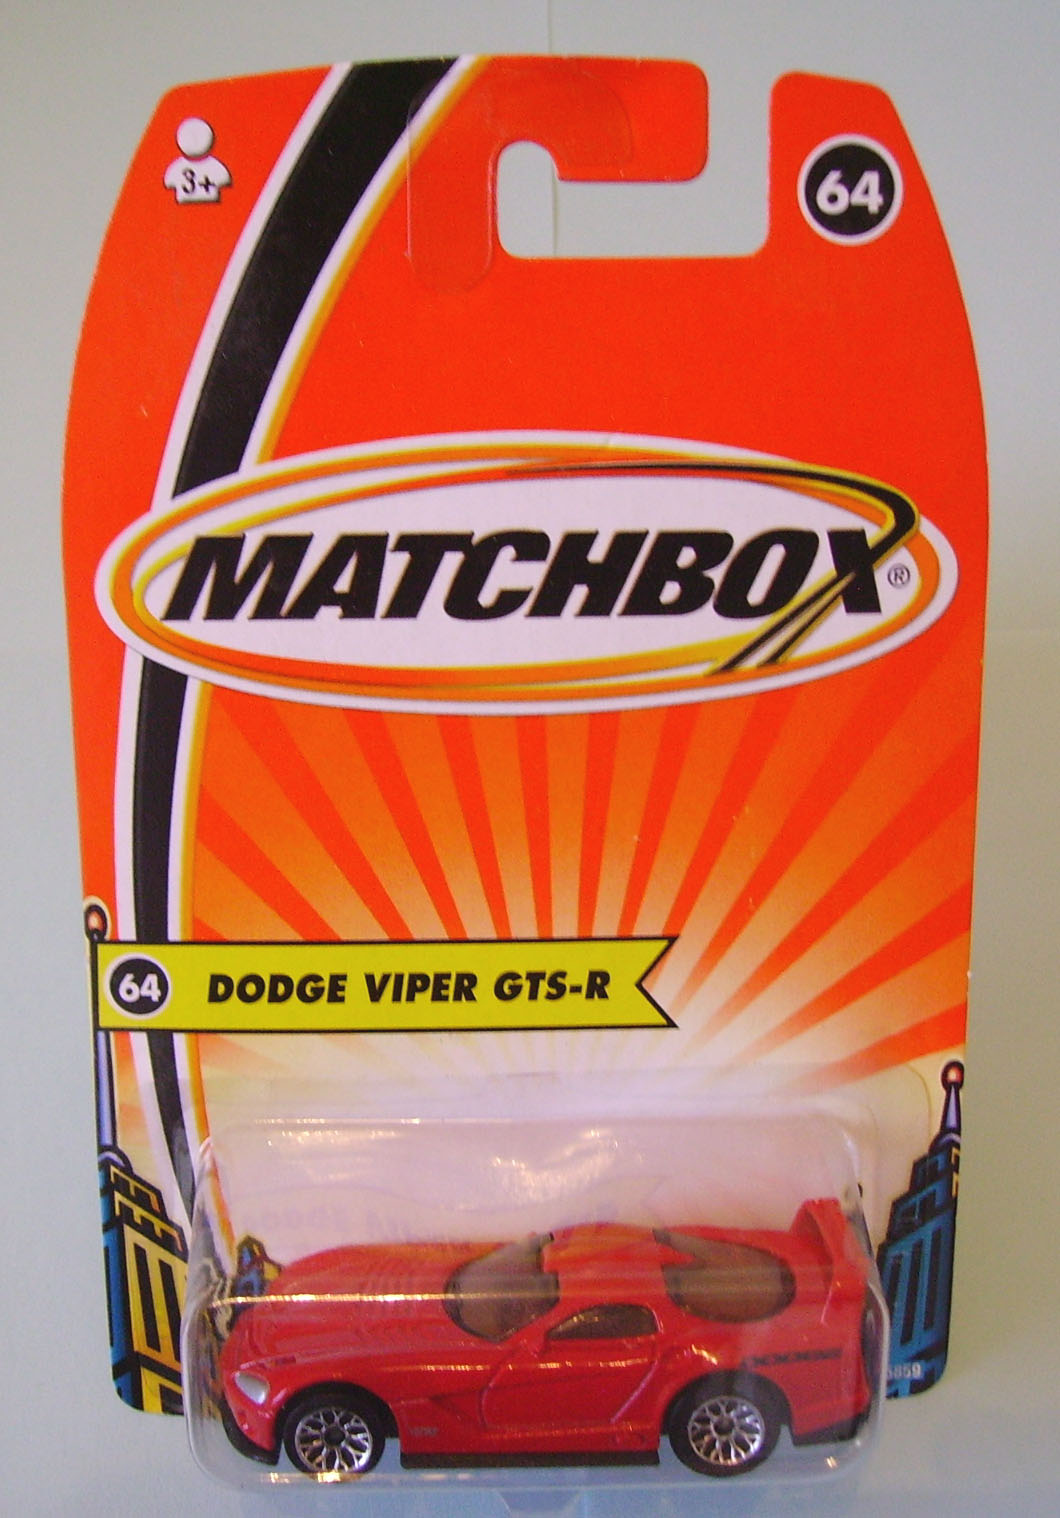 3+
64
MATCHBOX®
64 DODGE VIPER GTS-R